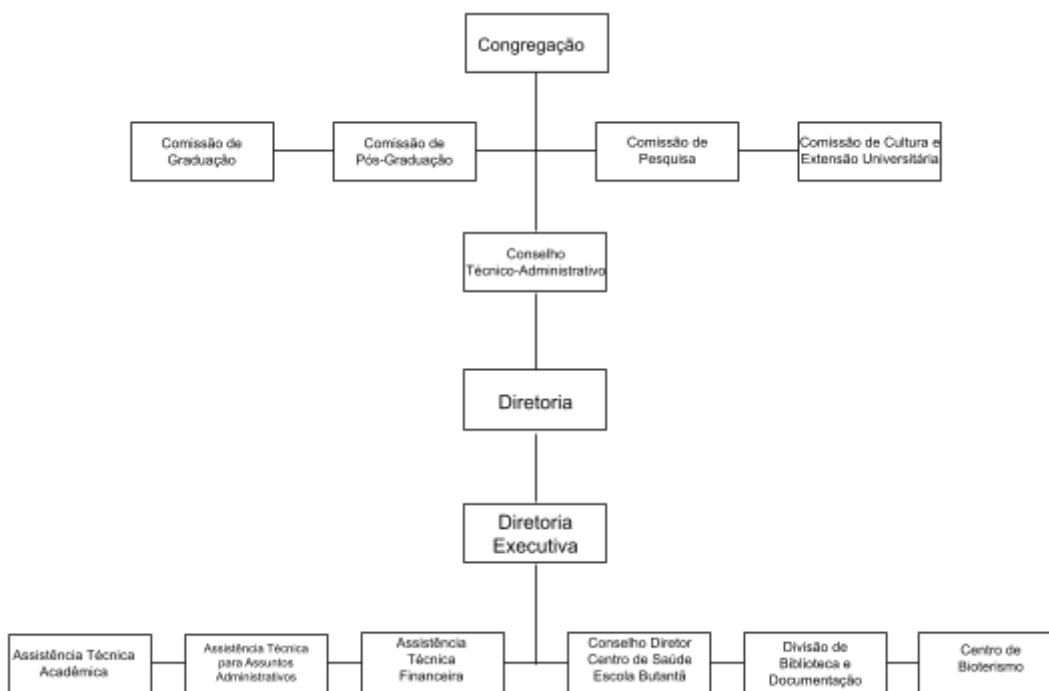 Congregação
Comissão de
Graduação
Comissão de
Pós-Graduação
Comissão de
Pesquisa
Comissão de Cultura e
Extensão Universitária
Conselho
Técnico-Administrativo
Diretoria
Diretoria
Executiva
Assistência Técnica
Acadêmica
Assistência Técnica
para Assuntos
Administrativos
Assistência
Técnica
Financeira
Conselho Diretor
Centro de Saúde
Escola Butantã
Divisão de
Biblioteca e
Documentação
Centro de
Bioterismo